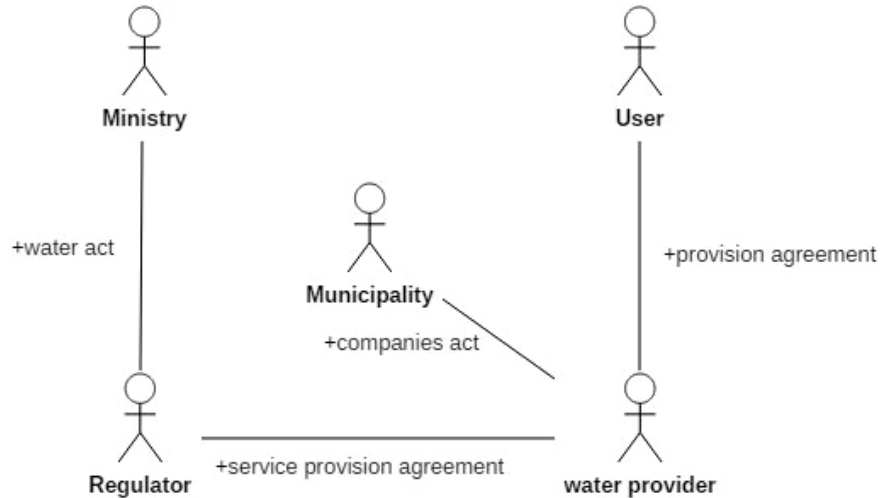 Ministry
User
+water act
+provision agreement
Municipality
+companies act
+service provision agreement
Regulator
water provider